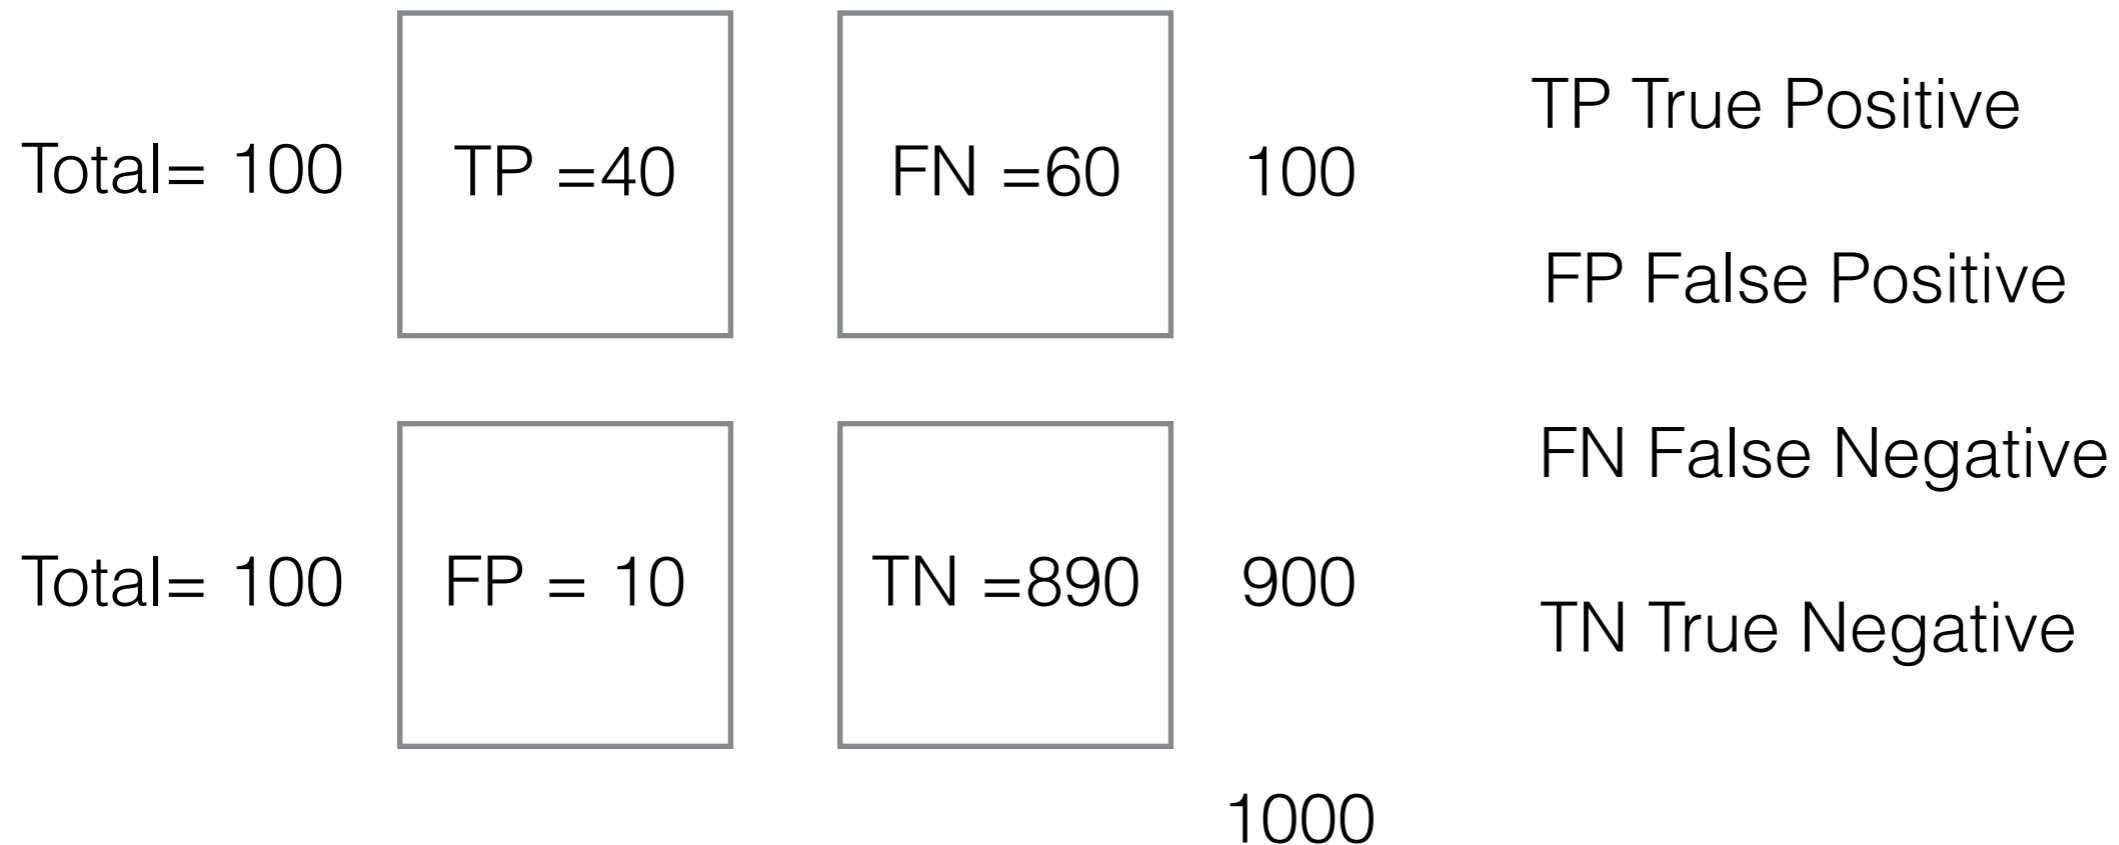 Total= 100 TP =40 FN =60 100
Total= 100 FP = 10 TN =890 900
1000
TP True Positive
FP False Positive
FN False Negative
TN True Negative